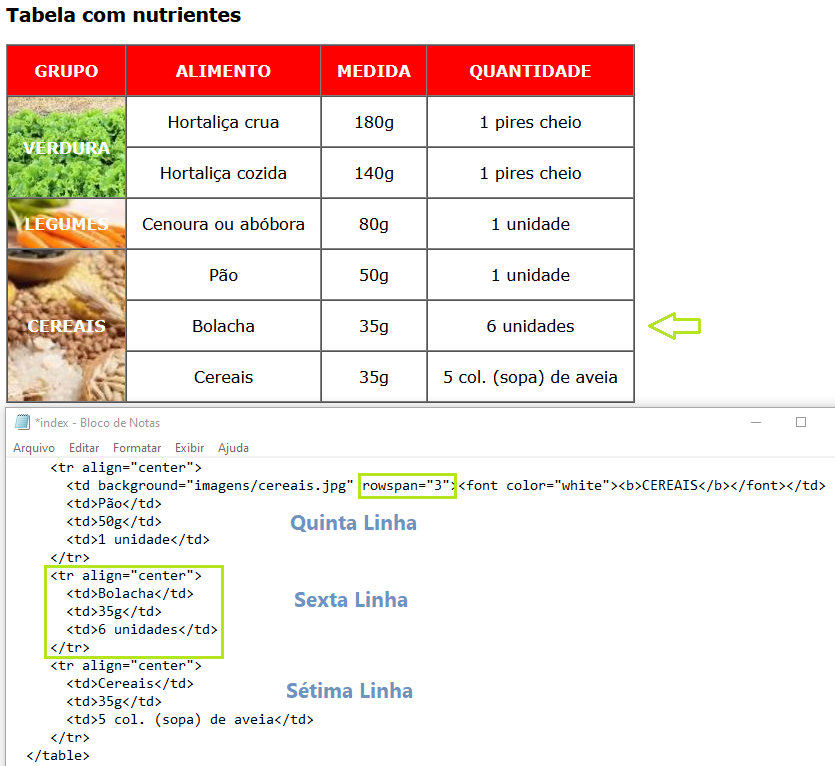 Tabela com nutrientes
GRUPO ALIMENTO MEDIDA QUANTIDADE
VERDURA Hortaliça crua 180g 1 pires cheio
Hortaliça cozida 140g 1 pires cheio
LEGUMES Cenoura ou abóbora 80g 1 unidade
CEREAIS Pão 50g 1 unidade
Bolacha 35g 6 unidades
Cereais 35g 5 col. (sopa) de aveia
*index - Bloco de Notas
Arquivo Editar Formatar Exibir Ajuda
<tr align="center">
<td background="imagens/cereais.jpg" rowspan="3"><font color="white"><b>CEREAIS</b></font></td>
<td>Pão</td>
<td>50g</td>
Quinta Linha
<td>1 unidade</td>
</tr>
<tr align="center">
<td>Bolacha</td>
Sexta Linha
<td>35g</td>
<td>6 unidades</td>
</tr>
<tr align="center">
<td>Cereais</td>
Sétima Linha
<td>35g</td>
<td>5 col. (sopa) de aveia</td>
</tr>
</table>